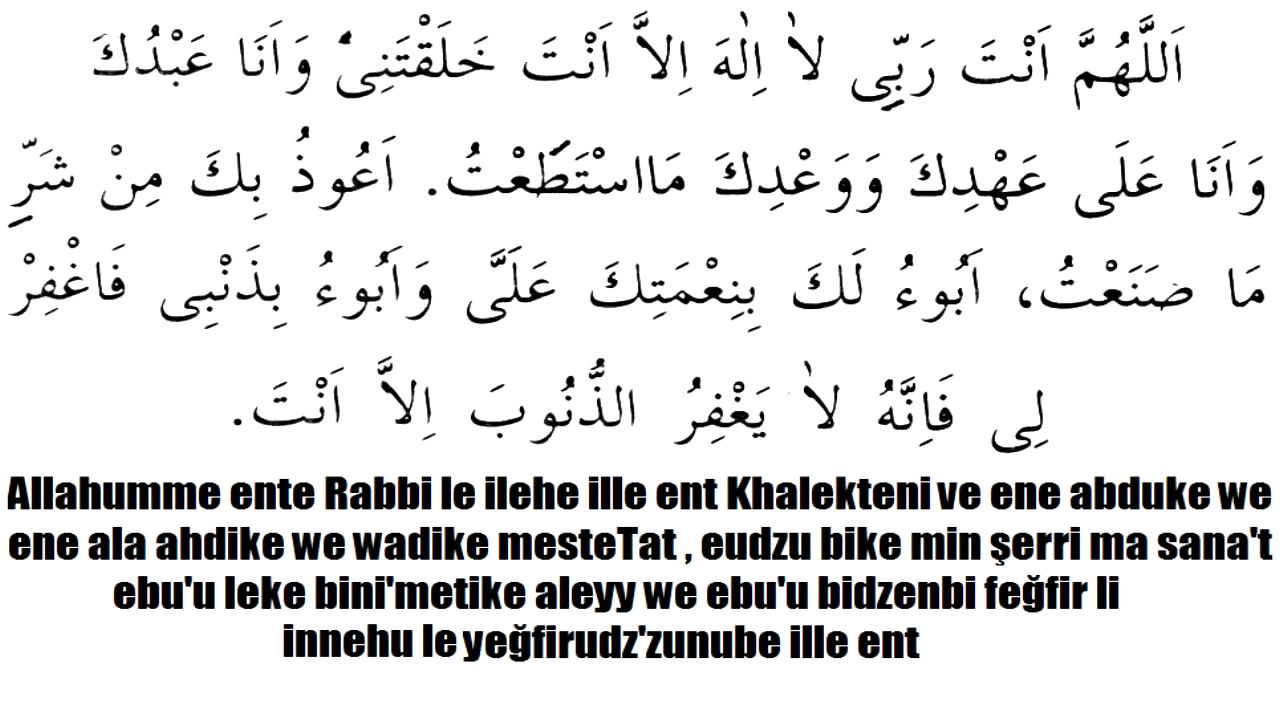 اَللَّهُمَّ اَنْتَ رَبِّى لاٰ اِلٰهَ اِلاَّ اَنْتَ خَلَقْتَنِى وَاَنَا عَبْدُكَ
وَاَنَا عَلَى عَهْدِكَ وَوَعْدِكَ مَااسْتَطَعْتُ. اَعُوذُ بِكَ مِنْ شَرِّ
مَا صَنَعْتُ، اَبُوءُ لَكَ بِنِعْمَتِكَ عَلَىَّ وَاَبُوءُ بِذَنْبِى فَاغْفِرْ
لِى فَاِنَّهُ لاٰ يَغْفِرُ الذُّنُوبَ اِلاَّ اَنْتَ.
Allahumme ente Rabbi le ilehe ille ent Khalekteni ve ene abduke we
ene ala ahdike we wadike mesteTat , eudzu bike min şerri ma sana't
ebu'u leke bini'metike aleyy we ebu'u bidzenbi feğfir li
innehu le yeğfirudz'zunube ille ent